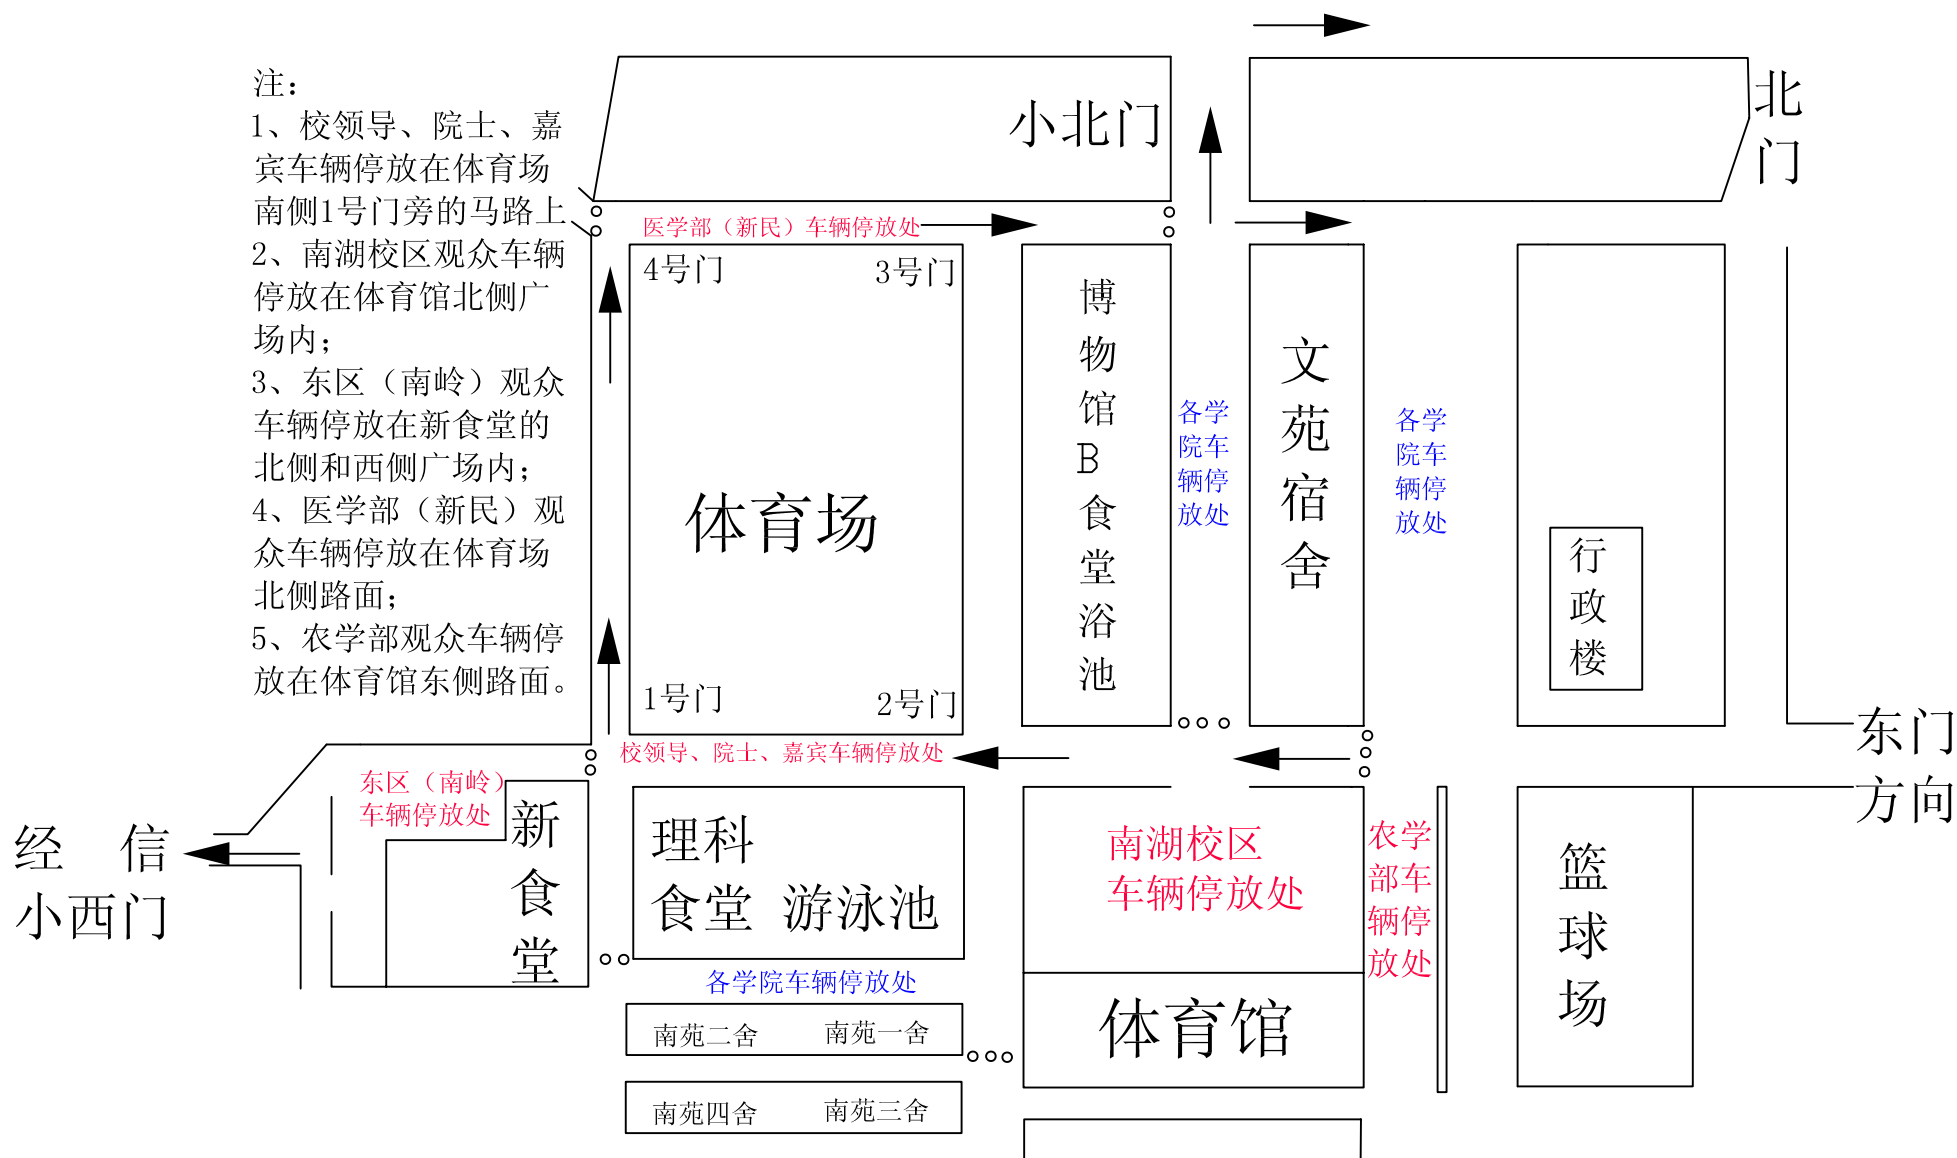 注：
1、校领导、院士、嘉
宾车辆停放在体育场
南侧1号门旁的马路上
2、南湖校区观众车辆
停放在体育馆北侧广
场内；
3、东区（南岭）观众
车辆停放在新食堂的
北侧和西侧广场内；
4、医学部（新民）观
众车辆停放在体育场
北侧路面；
5、农学部观众车辆停
放在体育馆东侧路面。
小北门
北
门
医学部（新民）车辆停放处
4号门
3号门
体育场
1号门
2号门
博
物
馆
B
食
堂
浴
池
各学
院车
辆停
放处
文
苑
宿
舍
各学
院车
辆停
放处
行
政
楼
东门
方向
校领导、院士、嘉宾车辆停放处
东区（南岭）
车辆停放处
经 信
小西门
新
食
堂
理科
食堂 游泳池
南湖校区
车辆停放处
农学
部车
辆停
放处
篮
球
场
各学院车辆停放处
南苑二舍 南苑一舍
体育馆
南苑四舍 南苑三舍